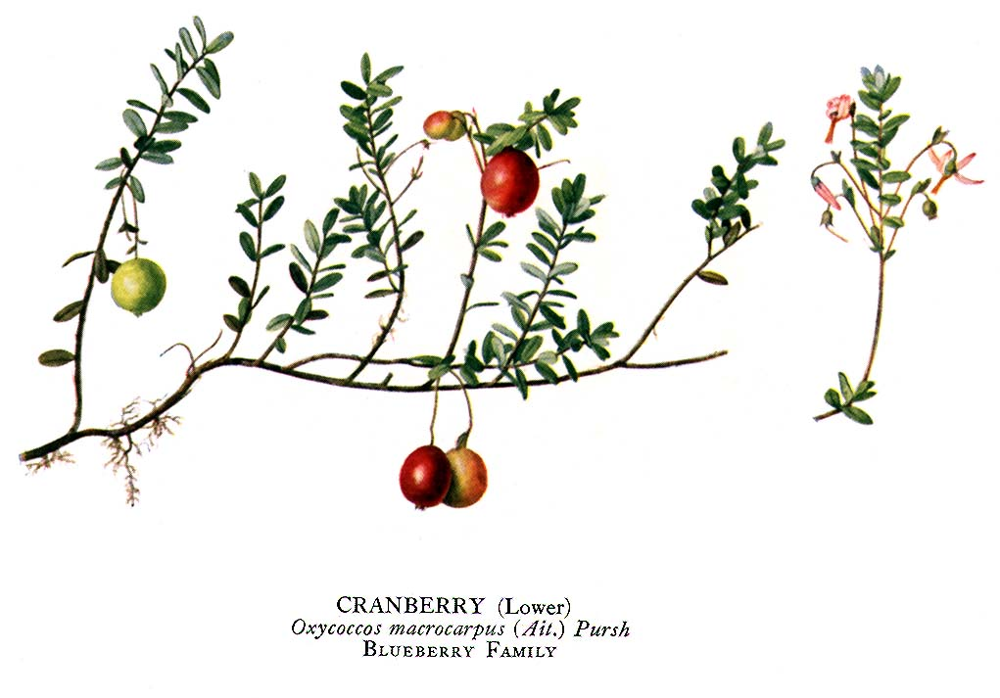 CRANBERRY (Lower)
Oxycoccos macrocarpus (Ait.) Pursh
BLUEBERRY FAMILY